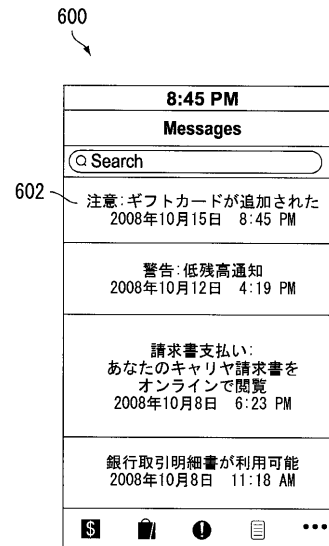 600
8:45 PM
Messages
Search
602
注意:ギフトカードが追加された
2008年10月15日 8:45 PM
警告:低残高通知
2008年10月12日 4:19 PM
請求書支払い:
あなたのキャリヤ請求書を
オンラインで閲覧
2008年10月8日 6:23 PM
銀行取引明細書が利用可能
2008年10月8日 11:18 AM
$